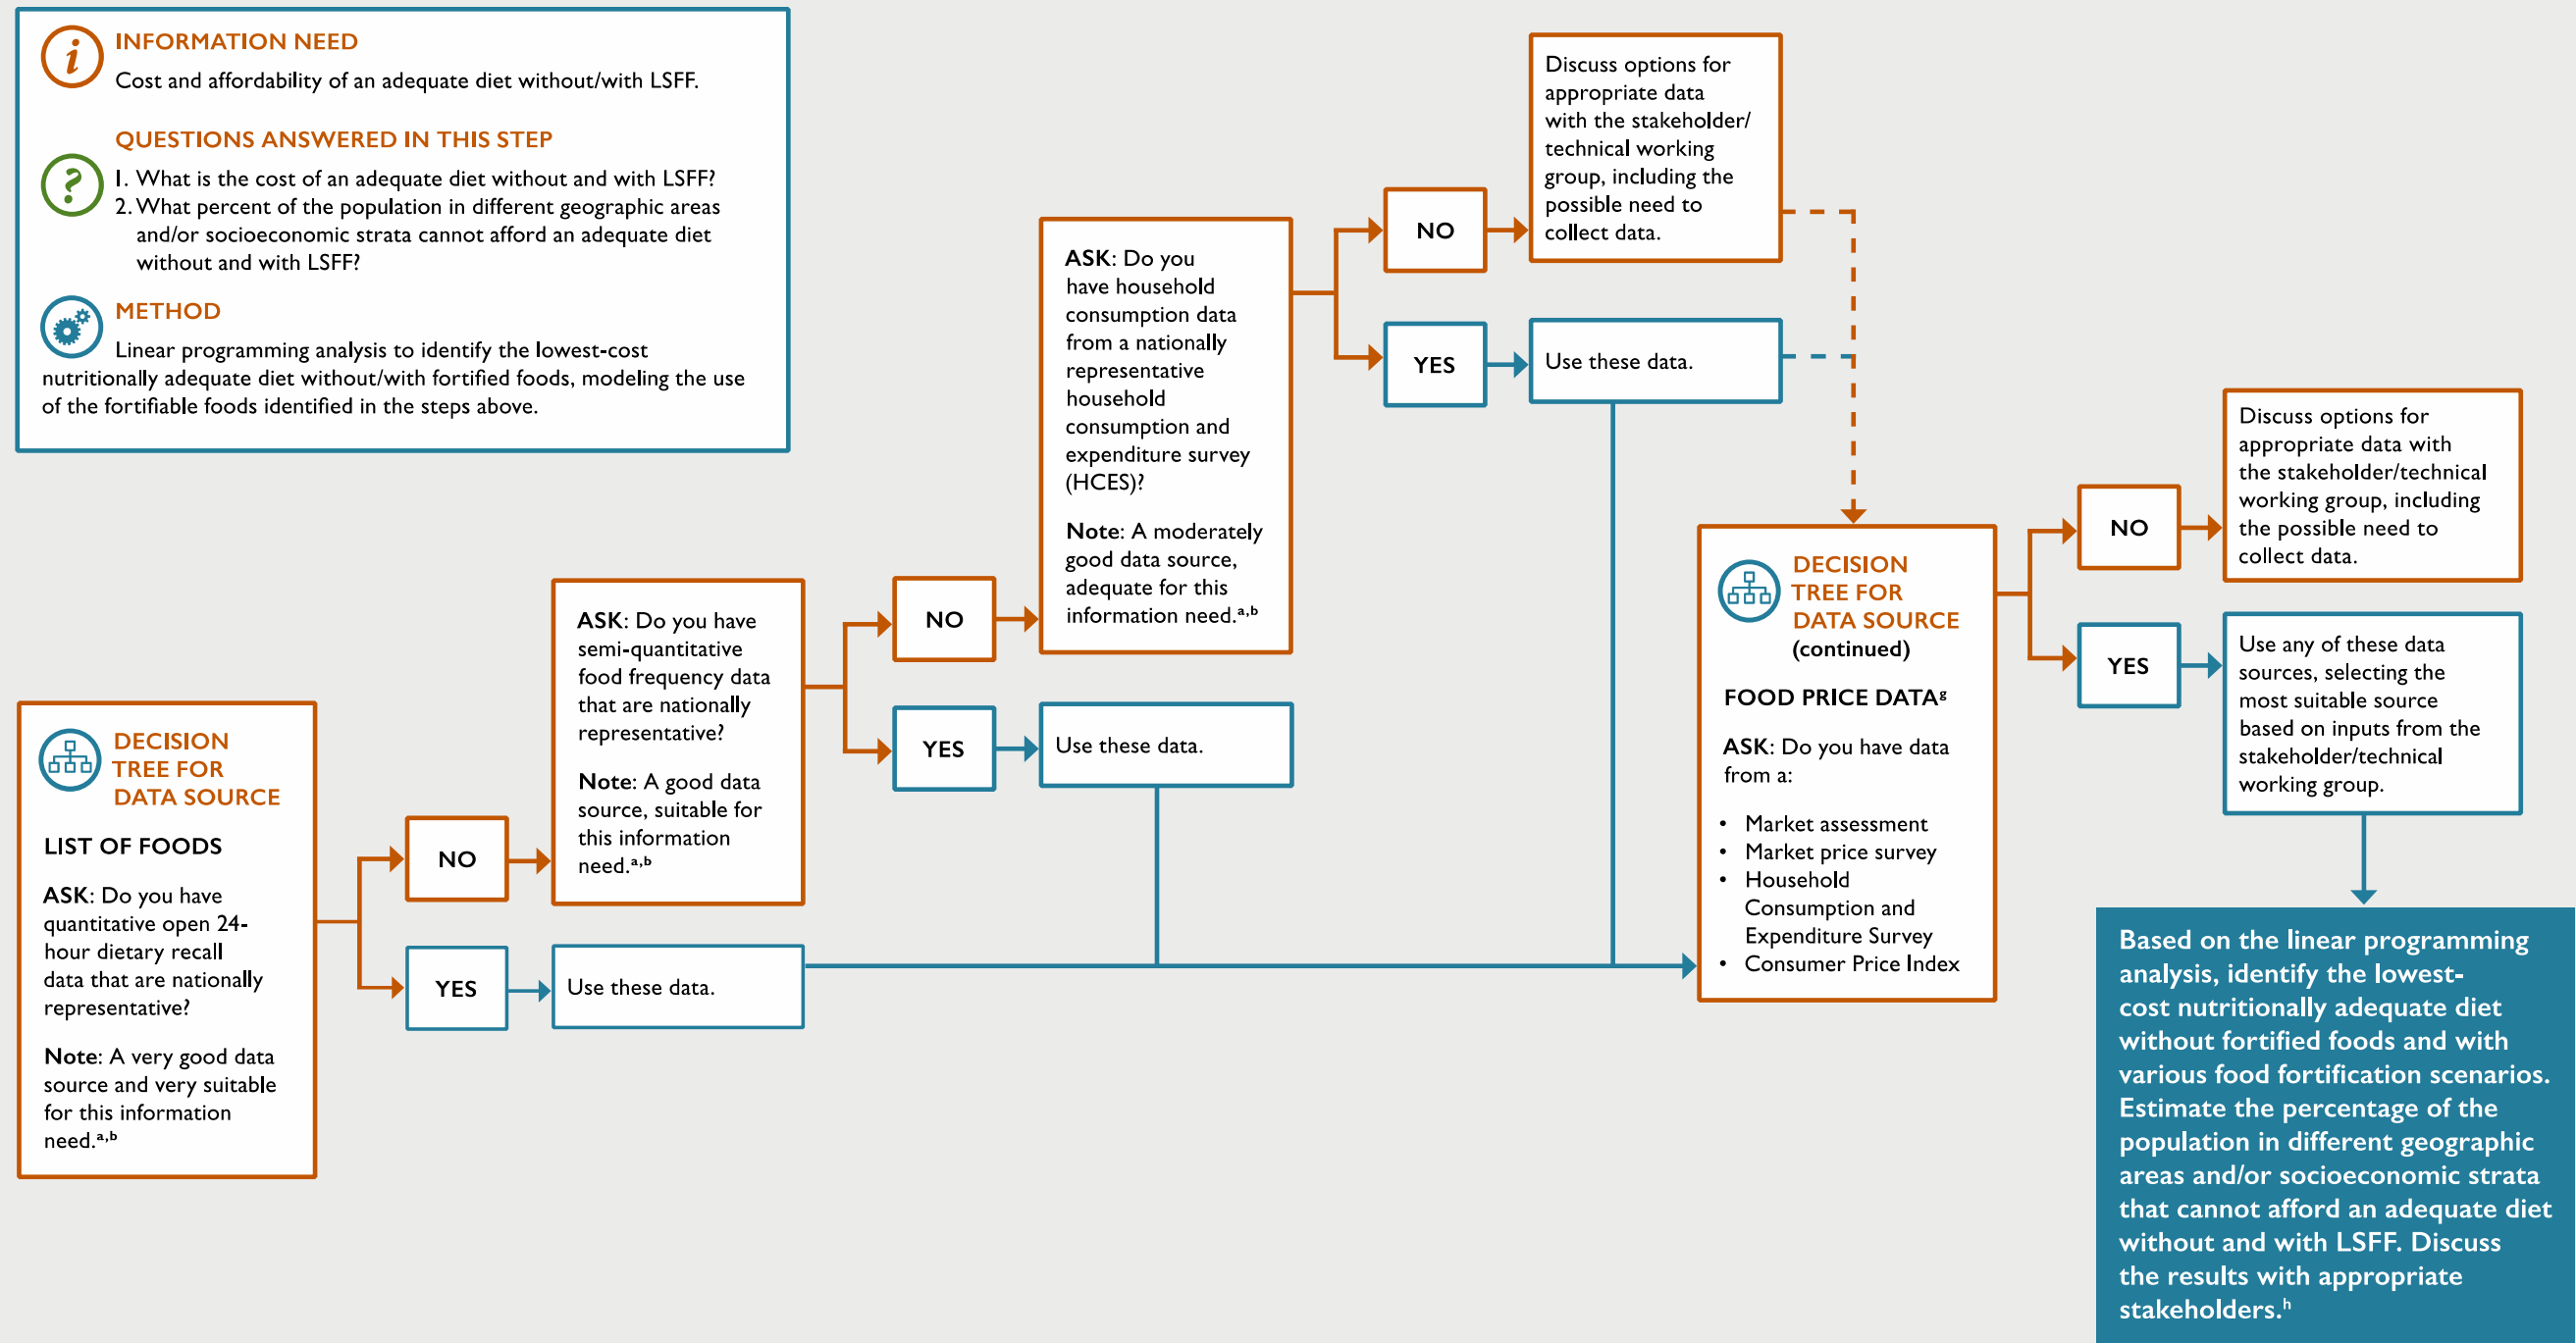 INFORMATION NEED
Cost and affordability of an adequate diet without/with LSFF.
QUESTIONS ANSWERED IN THIS STEP
1. What is the cost of an adequate diet without and with LSFF?
2. What percent of the population in different geographic areas
and/or socioeconomic strata cannot afford an adequate diet
without and with LSFF?
METHOD
Linear programming analysis to identify the lowest-cost
nutritionally adequate diet without/with fortified foods, modeling the use
of the fortifiable foods identified in the steps above.
DECISION
TREE FOR
DATA SOURCE
LIST OF FOODS
ASK: Do you have
quantitative open 24-
hour dietary recall
data that are nationally
representative?
Note: A very good data
source and very suitable
for this information
need.a,b
NO
YES
Use these data.
ASK: Do you have
semi-quantitative
food frequency data
that are nationally
representative?
Note: A good data
source, suitable for
this information
need.a,b
NO
YES
Use these data.
ASK: Do you
have household
consumption data
from a nationally
representative
household
consumption and
expenditure survey
(HCES)?
Note: A moderately
good data source,
adequate for this
information need.a,b
NO
YES
Discuss options for
appropriate data
with the stakeholder/
technical working
group, including the
possible need to
collect data.
Use these data.
DECISION
TREE FOR
DATA SOURCE
(continued)
FOOD PRICE DATAg
ASK: Do you have data
from a:
• Market assessment
• Market price survey
• Household
Consumption and
Expenditure Survey
• Consumer Price Index
NO
YES
Discuss options for
appropriate data with
the stakeholder/technical
working group, including
the possible need to
collect data.
Use any of these data
sources, selecting the
most suitable source
based on inputs from the
stakeholder/technical
working group.
Based on the linear programming
analysis, identify the lowest-
cost nutritionally adequate diet
without fortified foods and with
various food fortification scenarios.
Estimate the percentage of the
population in different geographic
areas and/or socioeconomic strata
that cannot afford an adequate diet
without and with LSFF. Discuss
the results with appropriate
stakeholders.h